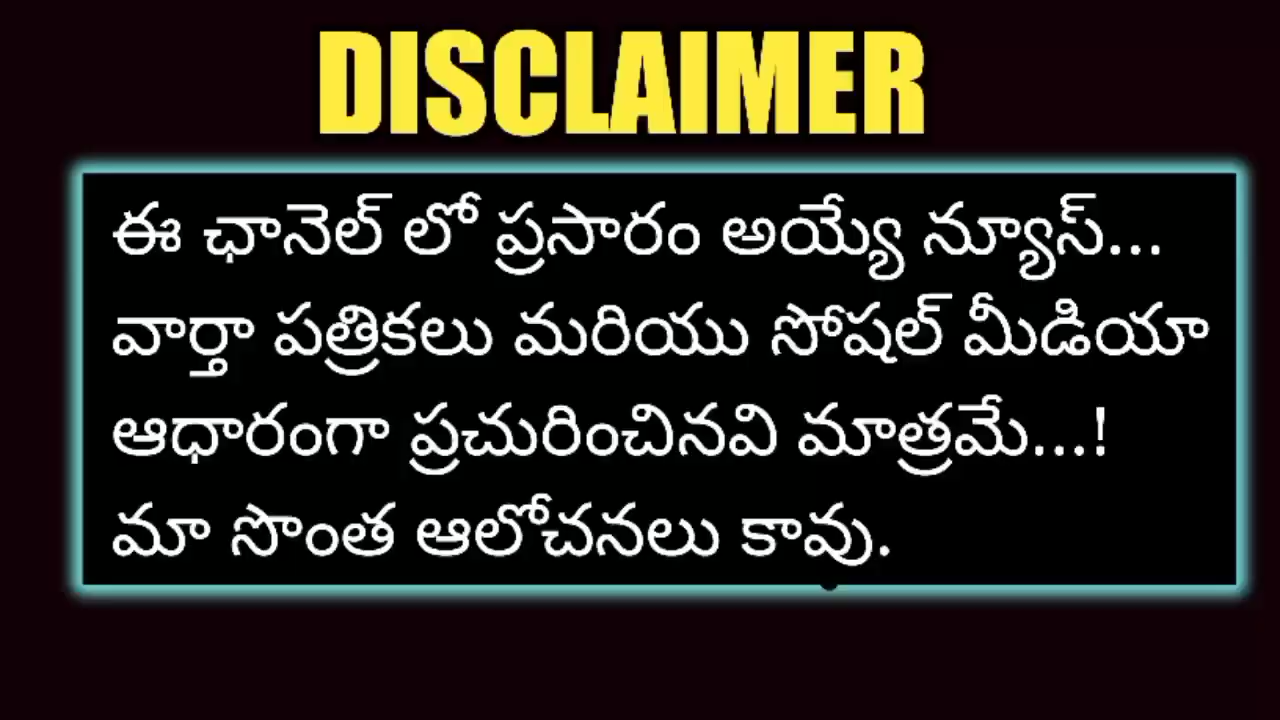 DISCLAIMER
ఈ ఛానెల్ లో ప్రసారం అయ్యే న్యూస్...
వార్తా పత్రికలు మరియు సోషల్ మీడియా
ఆధారంగా ప్రచురించినవి మాత్రమే...!
మా సొంత ఆలోచనలు కావు.